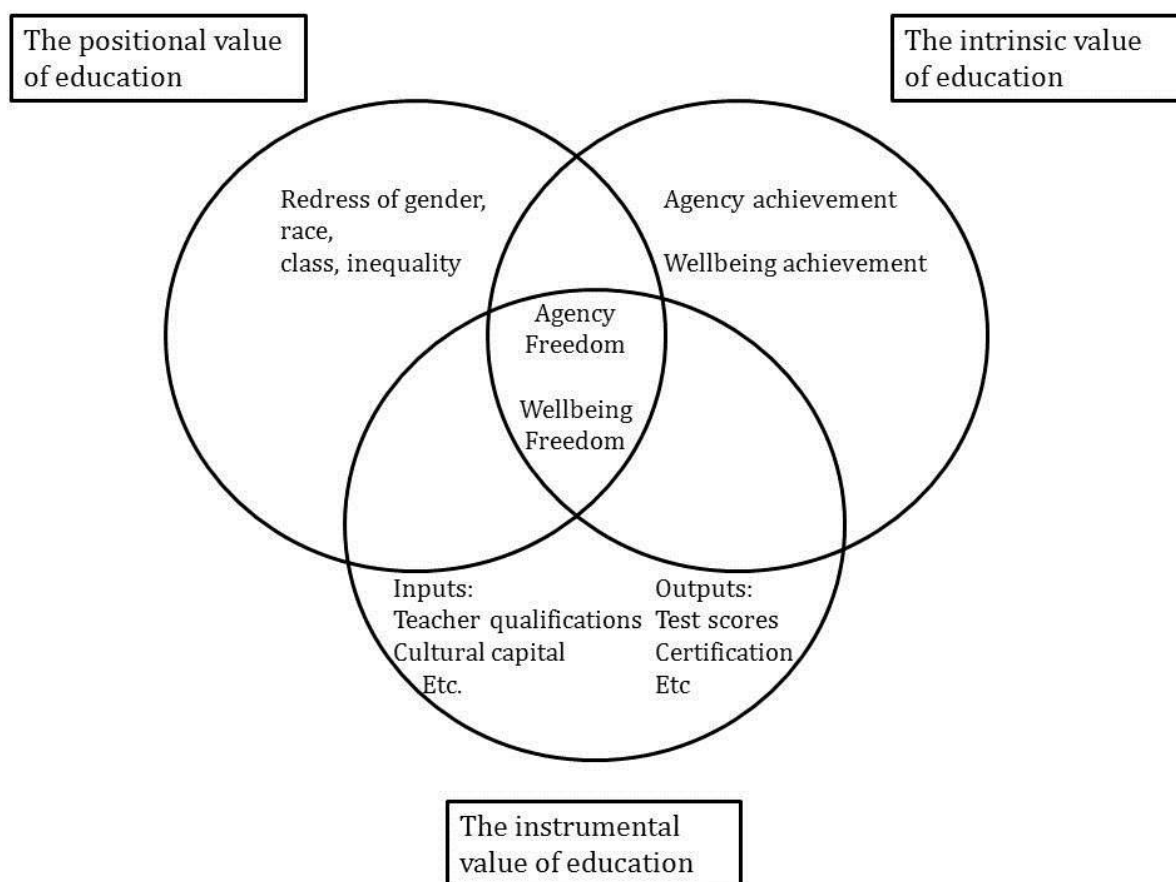 The positional value
of education
The intrinsic value
of education
Redress of gender,
race,
class, inequality
Agency achievement
Wellbeing achievement
Agency
Freedom
Wellbeing
Freedom
Inputs:
Teacher qualifications
Cultural capital
Etc.
Outputs:
Test scores
Certification
Etc
The instrumental
value of education